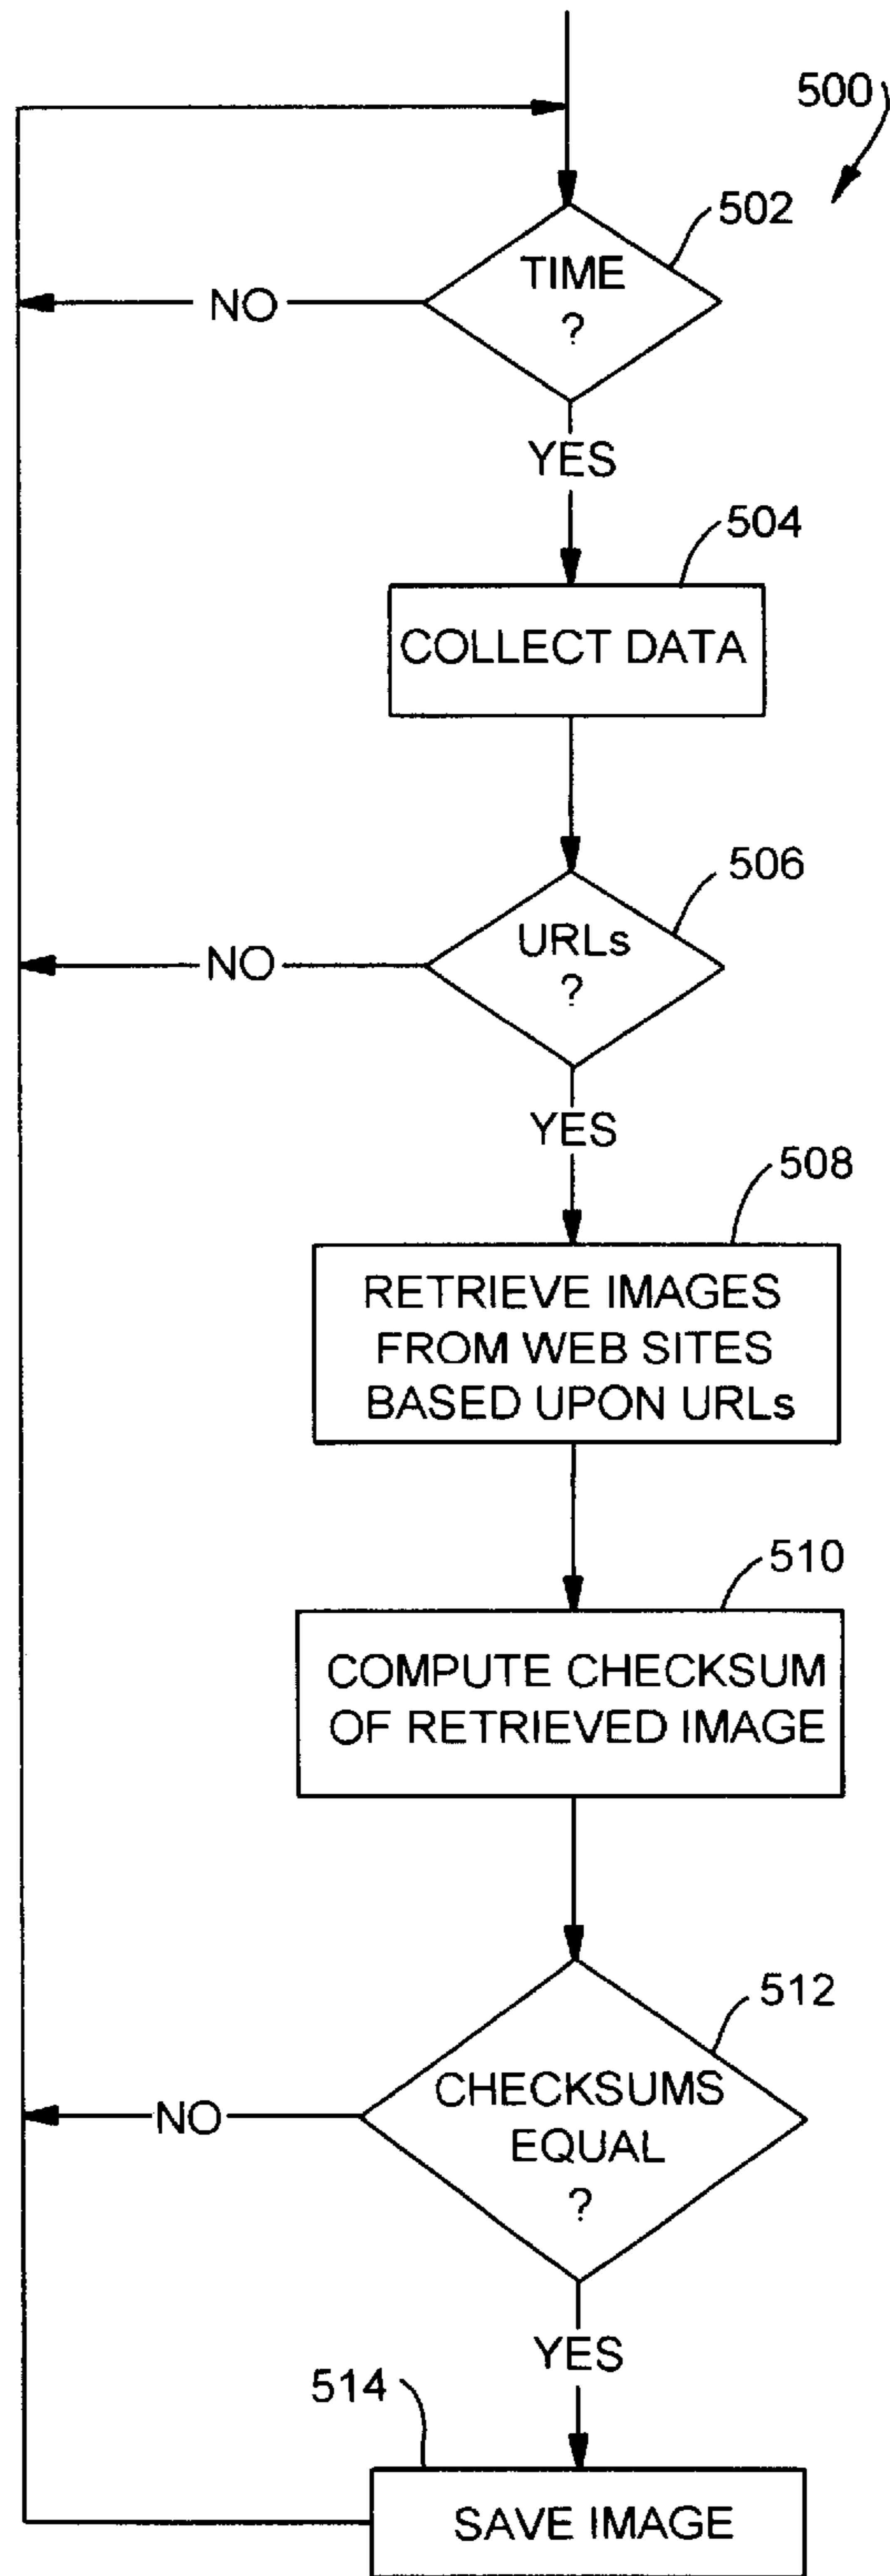 500
502
TIME
?
NO
YES
504
COLLECT DATA
506
URLs
?
NO
YES
508
RETRIEVE IMAGES
FROM WEB SITES
BASED UPON URLs
510
COMPUTE CHECKSUM
OF RETRIEVED IMAGE
512
CHECKSUMS
EQUAL
?
NO
YES
514
SAVE IMAGE